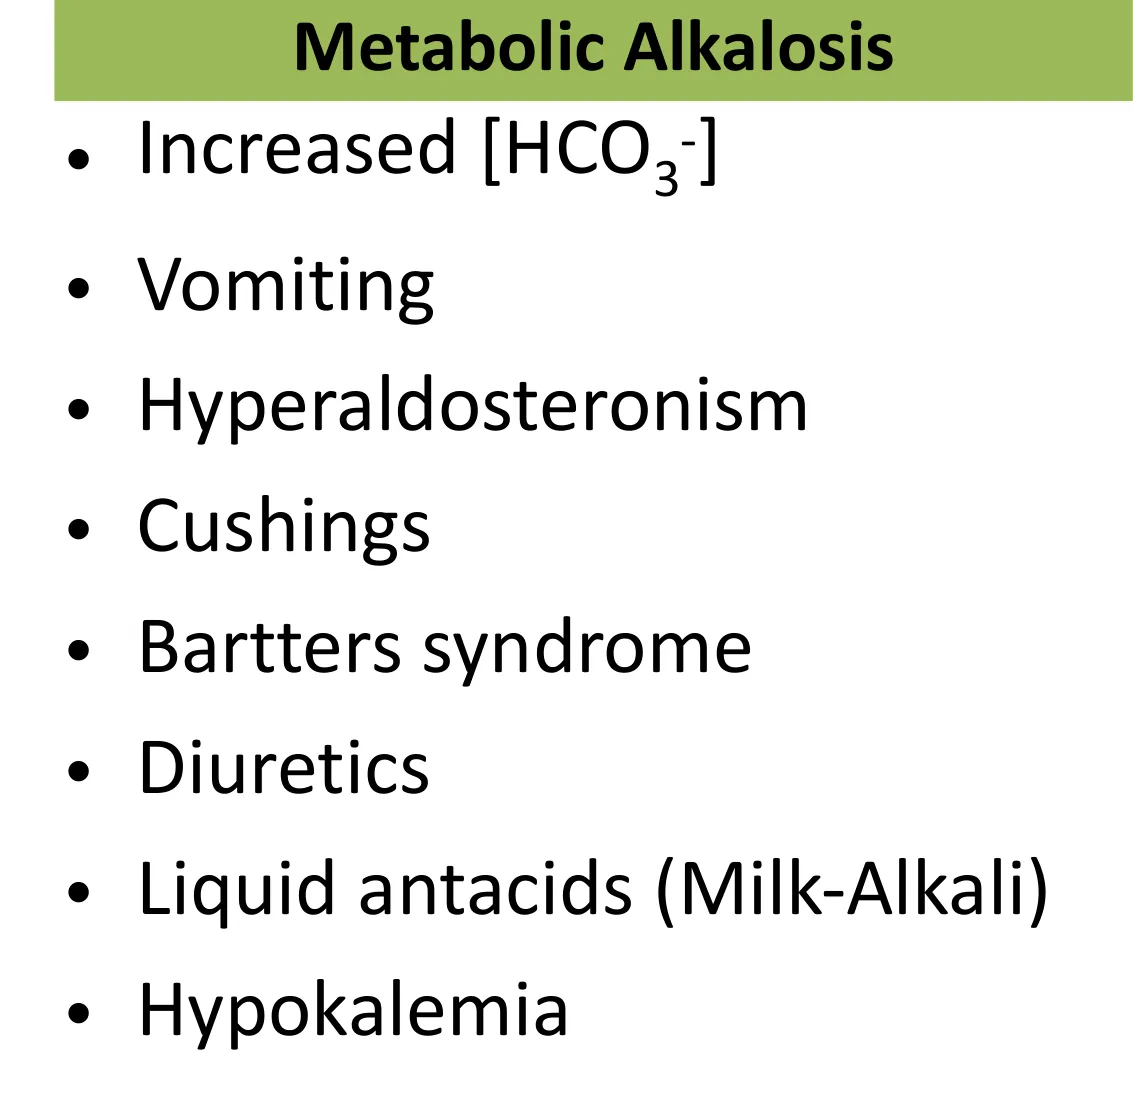 Metabolic Alkalosis
• Increased [HCO₃⁻]
• Vomiting
• Hyperaldosteronism
• Cushings
• Bartters syndrome
• Diuretics
• Liquid antacids (Milk-Alkali)
• Hypokalemia